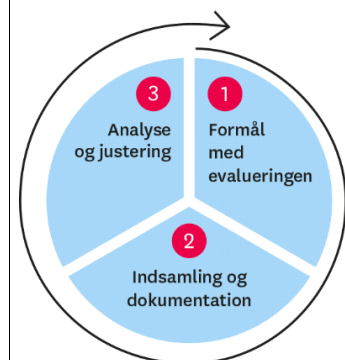 1
Formål
med
evalueringen
2
Indsamling og
dokumentation
3
Analyse
og justering